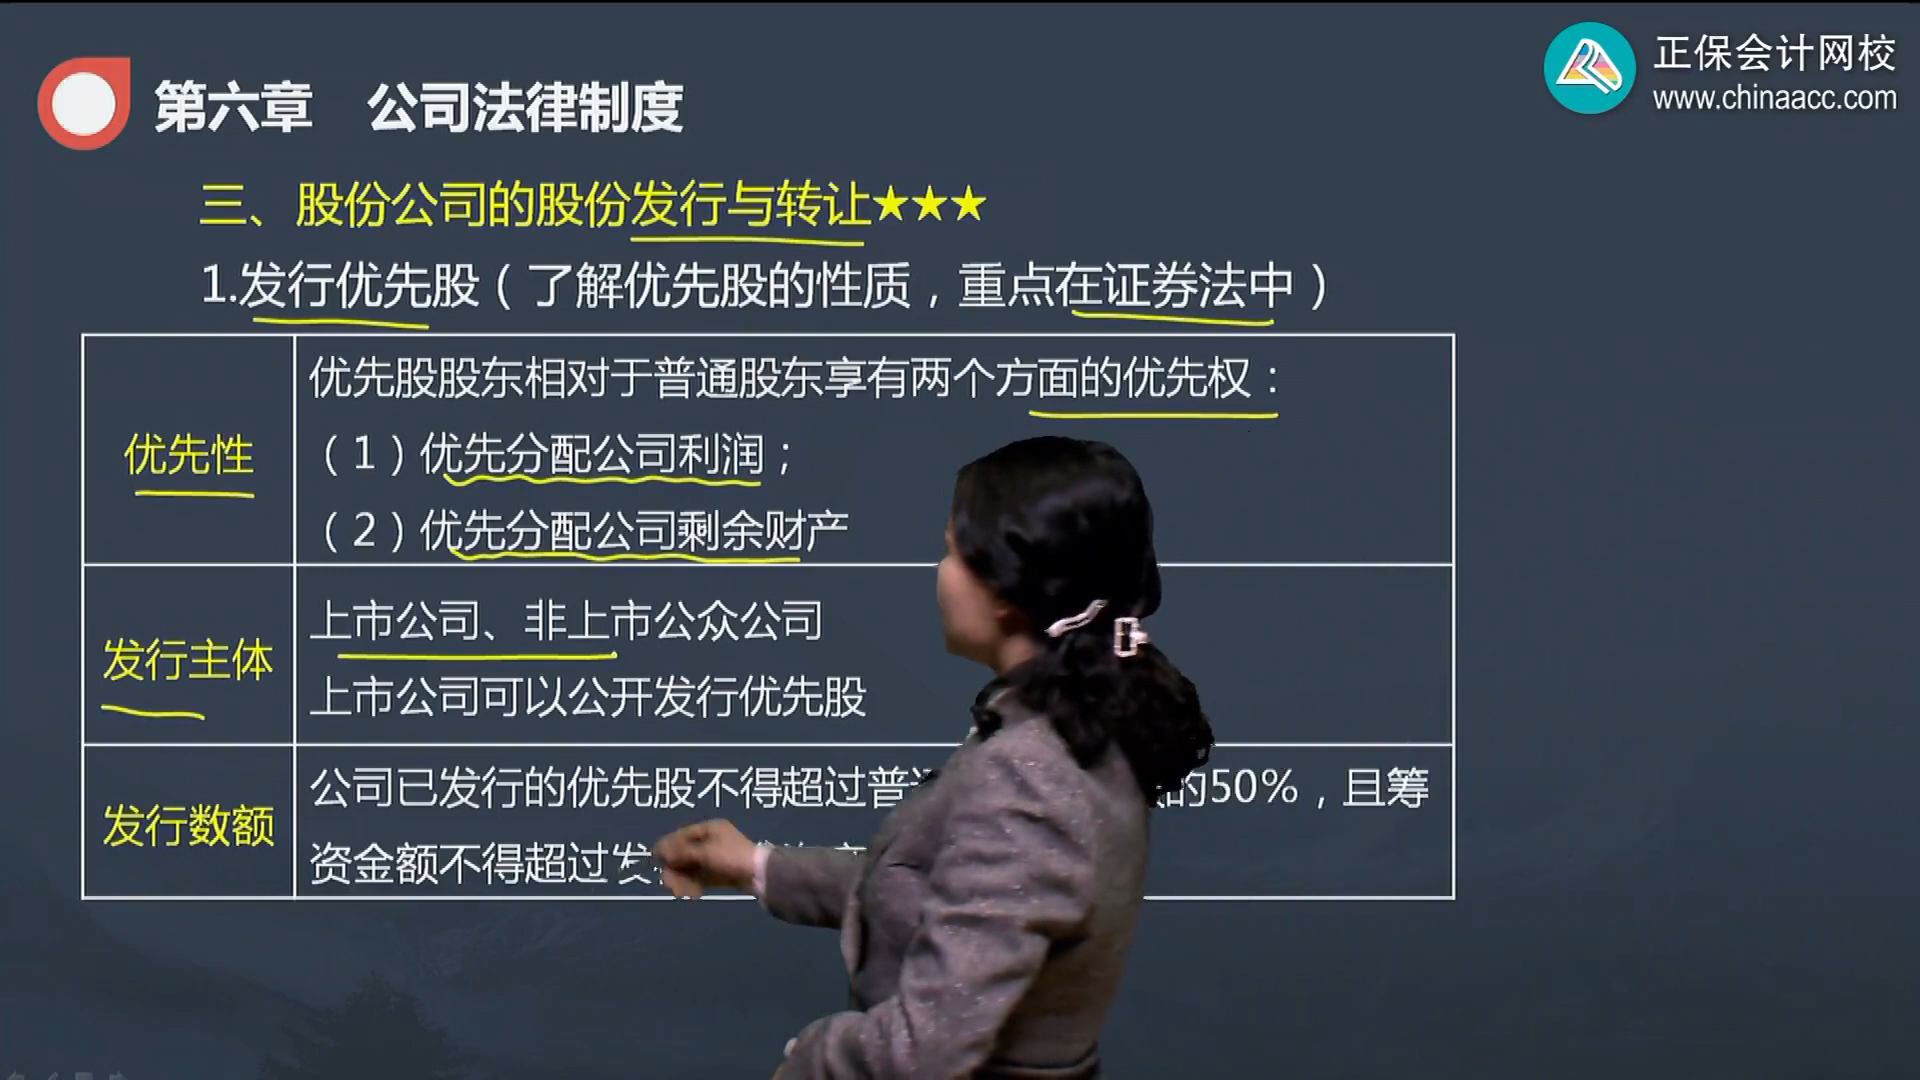 正保会计网校
www.chinaacc.com
第六章 公司法律制度
三、股份公司的股份发行与转让★★★
1.发行优先股（了解优先股的性质，重点在证券法中）
优先性
优先股股东相对于普通股东享有两个方面的优先权：
（1）优先分配公司利润；
（2）优先分配公司剩余财产
发行主体
上市公司、非上市公众公司
上市公司可以公开发行优先股
发行数额
公司已发行的优先股不得超过普 的50%，且筹
资金额不得超过发